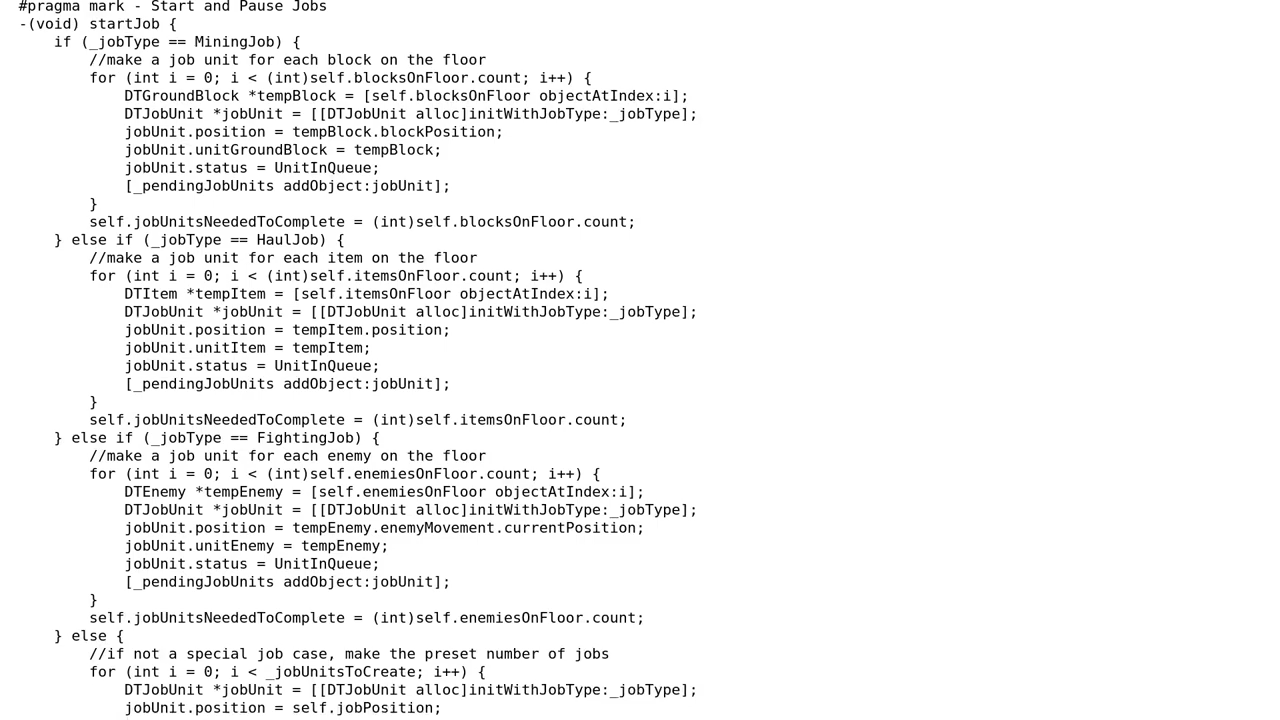 #pragma mark - Start and Pause Jobs
-(void) startJob {
    if (_jobType == MiningJob) {
        //make a job unit for each block on the floor
        for (int i = 0; i < (int)self.blocksOnFloor.count; i++) {
            DTGroundBlock *tempBlock = [self.blocksOnFloor objectAtIndex:i];
            DTJobUnit *jobUnit = [[DTJobUnit alloc]initWithJobType:_jobType];
            jobUnit.position = tempBlock.blockPosition;
            jobUnit.unitGroundBlock = tempBlock;
            jobUnit.status = UnitInQueue;
            [_pendingJobUnits addObject:jobUnit];
        }
        self.jobUnitsNeededToComplete = (int)self.blocksOnFloor.count;
    } else if (_jobType == HaulJob) {
        //make a job unit for each item on the floor
        for (int i = 0; i < (int)self.itemsOnFloor.count; i++) {
            DTItem *tempItem = [self.itemsOnFloor objectAtIndex:i];
            DTJobUnit *jobUnit = [[DTJobUnit alloc]initWithJobType:_jobType];
            jobUnit.position = tempItem.position;
            jobUnit.unitItem = tempItem;
            jobUnit.status = UnitInQueue;
            [_pendingJobUnits addObject:jobUnit];
        }
        self.jobUnitsNeededToComplete = (int)self.itemsOnFloor.count;
    } else if (_jobType == FightingJob) {
        //make a job unit for each enemy on the floor
        for (int i = 0; i < (int)self.enemiesOnFloor.count; i++) {
            DTEnemy *tempEnemy = [self.enemiesOnFloor objectAtIndex:i];
            DTJobUnit *jobUnit = [[DTJobUnit alloc]initWithJobType:_jobType];
            jobUnit.position = tempEnemy.enemyMovement.currentPosition;
            jobUnit.unitEnemy = tempEnemy;
            jobUnit.status = UnitInQueue;
            [_pendingJobUnits addObject:jobUnit];
        }
        self.jobUnitsNeededToComplete = (int)self.enemiesOnFloor.count;
    } else {
        //if not a special job case, make the preset number of jobs
        for (int i = 0; i < _jobUnitsToCreate; i++) {
            DTJobUnit *jobUnit = [[DTJobUnit alloc]initWithJobType:_jobType];
            jobUnit.position = self.jobPosition;